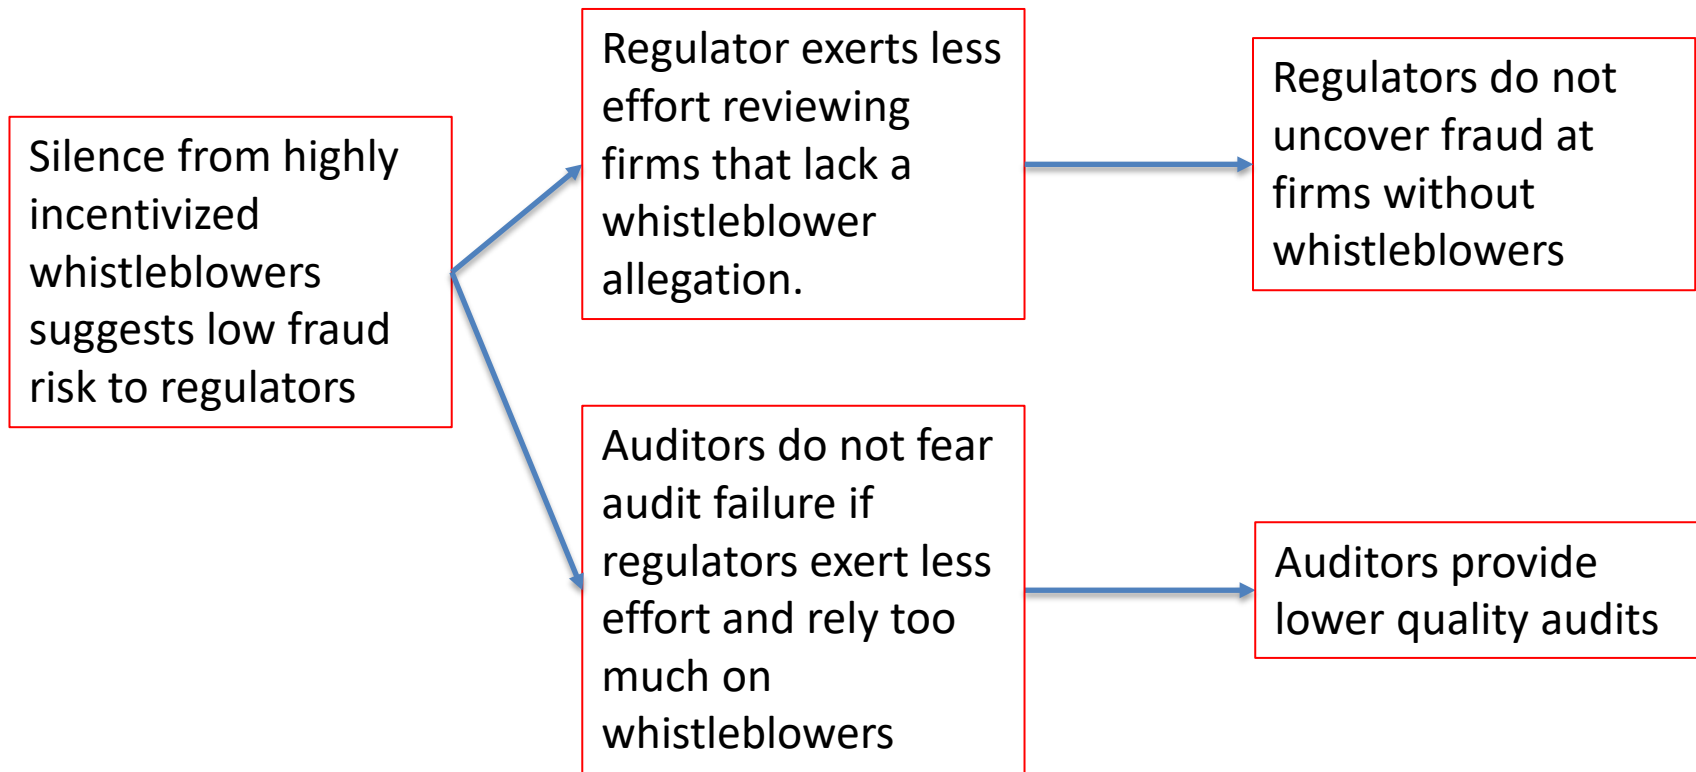 Silence from highly
incentivized
whistleblowers
suggests low fraud
risk to regulators
Regulator exerts less
effort reviewing
firms that lack a
whistleblower
allegation.
Regulators do not
uncover fraud at
firms without
whistleblowers
Auditors do not fear
audit failure if
regulators exert less
effort and rely too
much on
whistleblowers
Auditors provide
lower quality audits